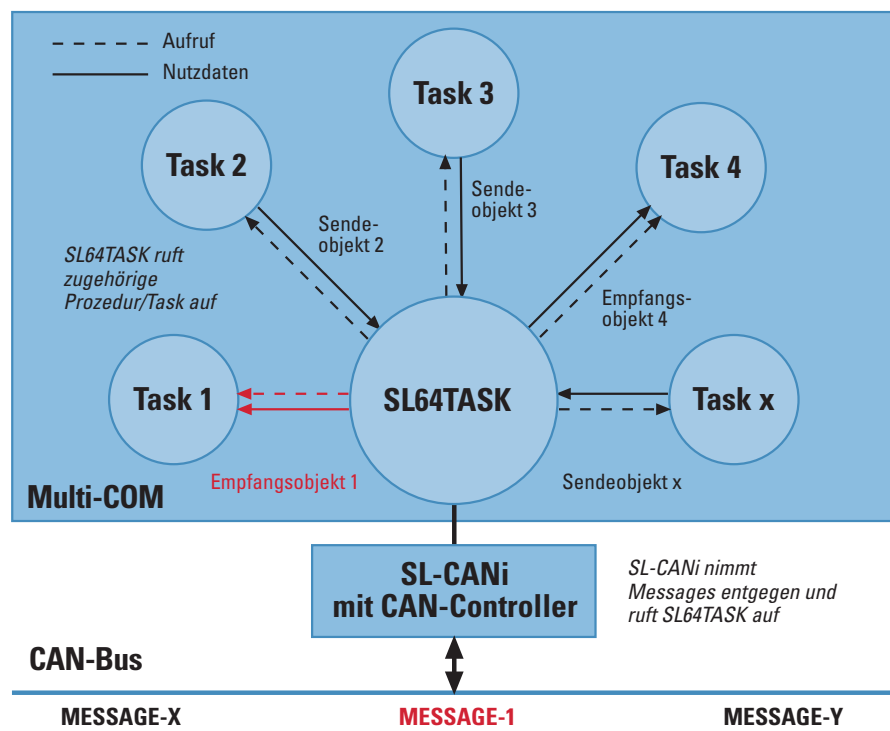 Aufruf
Nutzdaten
Task 3
Task 2
Task 4
Sende-
objekt 3
Sende-
objekt 2
SL64TASK ruft
zugehörige
Prozedur/Task auf
Empfangs-
objekt 4
Task 1
SL64TASK
Task x
Empfangsobjekt 1
Sendeobjekt x
Multi-COM
SL-CANi
mit CAN-Controller
SL-CANi nimmt
Messages entgegen und
ruft SL64TASK auf
CAN-Bus
MESSAGE-X
MESSAGE-1
MESSAGE-Y